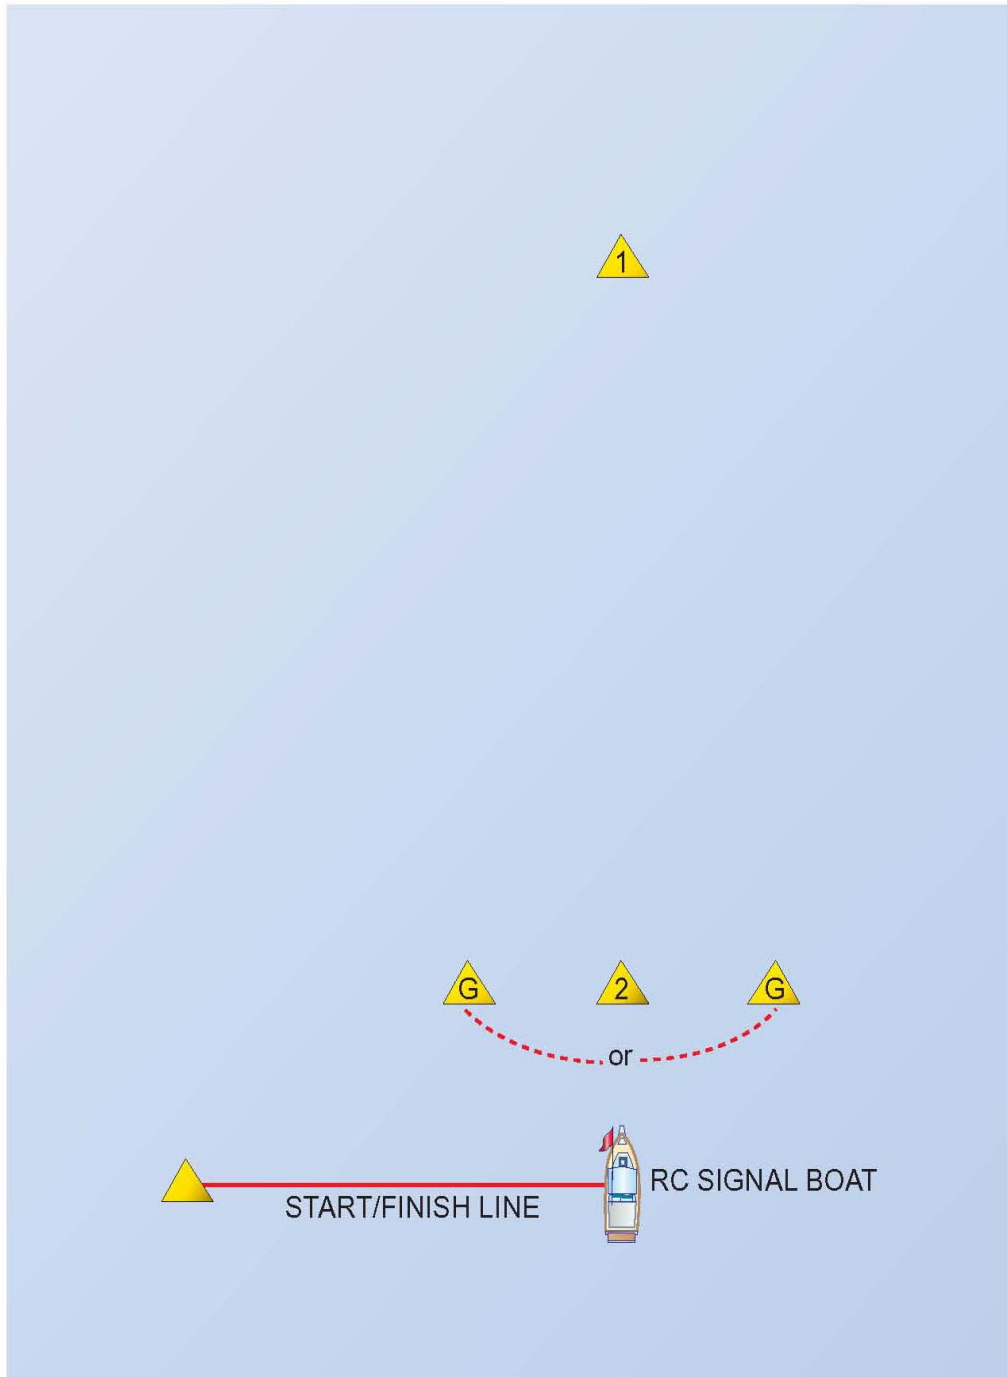 1
G 2 G
or
RC SIGNAL BOAT
START/FINISH LINE